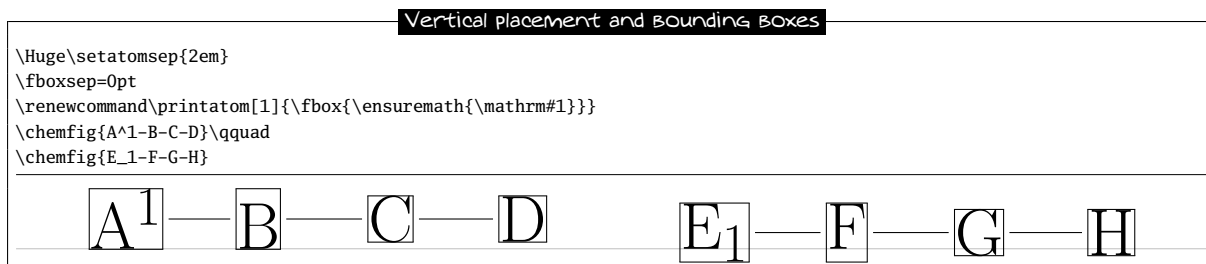 Vertical placement and Bounding Boxes
\Huge\setatomsep{2em}
\fboxsep=0pt
\renewcommand\printatom[1]{\fbox{\ensuremath{\mathrm#1}}}
\chemfig{A^1-B-C-D}\qquad
\chemfig{E_1-F-G-H}
A¹ B C D E₁ F G H